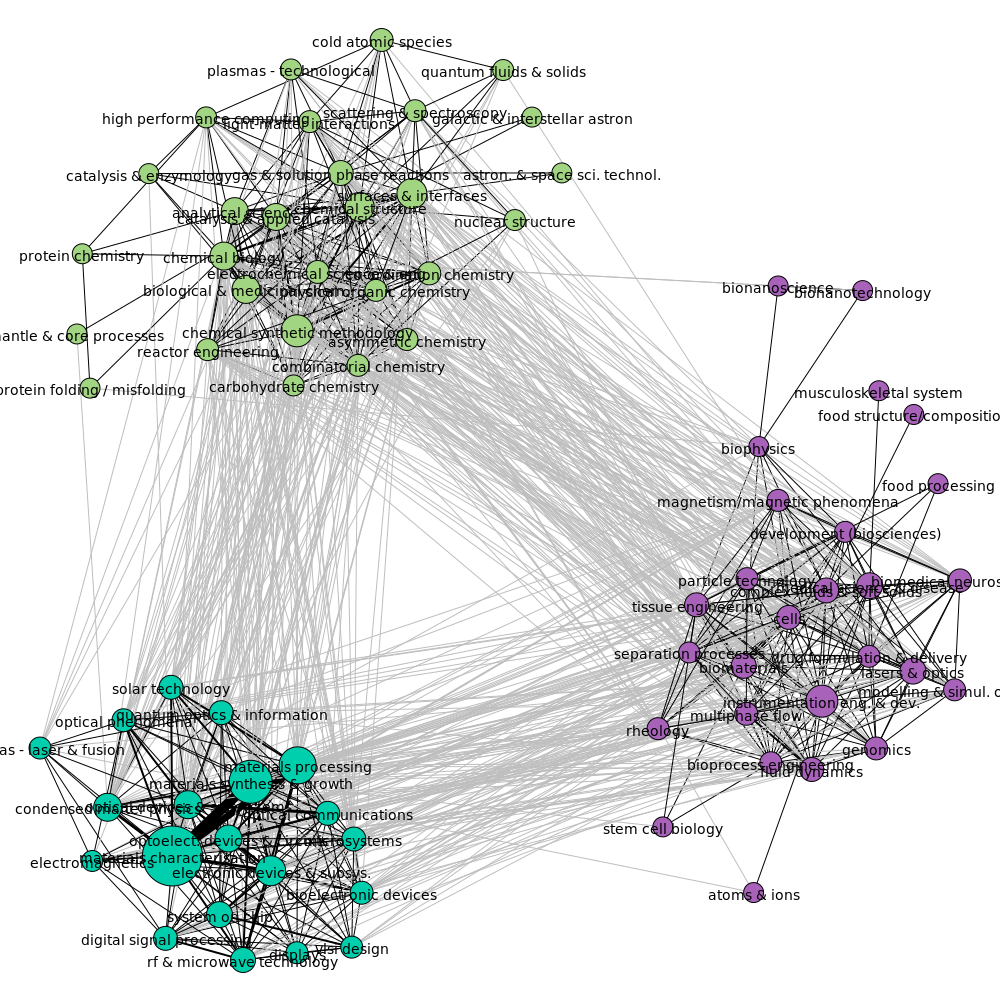 cold atomic species
plasmas - technological
quantum fluids & solids
high performance computing
scattering & spectroscopy
light-matter interactions
galactic & interstellar astron
catalysis & enzymology
gas & solution phase reactions
astron. & space sci. technol.
surfaces & interfaces
analytical science
chemical structure
catalysis & applied catalysis
nuclear structure
protein chemistry
chemical biology
electrochemical science & eng.
co-ordination chemistry
biological & medicinal chem.
physical organic chemistry
bionanoscience
bionanotechnology
mantle & core processes
chemical synthetic methodology
asymmetric chemistry
reactor engineering
combinatorial chemistry
carbohydrate chemistry
protein folding / misfolding
musculoskeletal system
food structure/compositio
biophysics
food processing
magnetism/magnetic phenomena
development (biosciences)
particle technology
biomedical neuros
complex fluids & soft solids
tissue engineering
cells
separation processes
drug formulation & delivery
biomaterials
lasers & optics
modelling & simul. o
instrumentation eng. & dev.
multiphase flow
rheology
genomics
bioprocess engineering
fluid dynamics
stem cell biology
atoms & ions
solar technology
quantum optics & information
optical phenomena
as - laser & fusion
materials processing
materials synthesis & growth
condensed matter physics
optical devices &
optical communications
optoelect. devices & circuits
microsystems
materials characterisation
electromagnetics
electronic devices & subsys.
bioelectronic devices
system on chip
digital signal processing
vlsi design
displays
rf & microwave technology